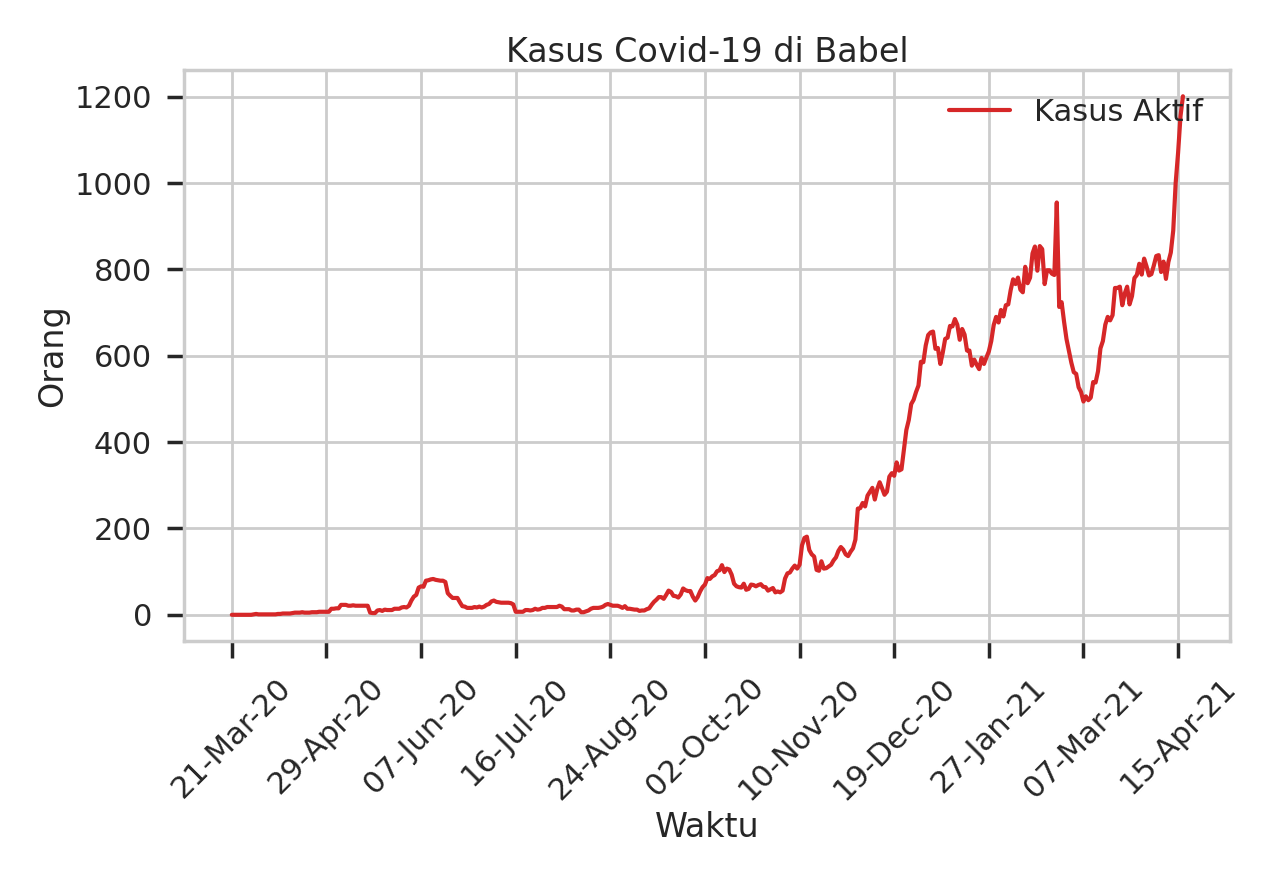 Kasus Covid-19 di Babel
Kasus Aktif
1200
1000
800
600
400
200
0
Orang
21-Mar-20
29-Apr-20
07-Jun-20
16-Jul-20
24-Aug-20
02-Oct-20
10-Nov-20
19-Dec-20
27-Jan-21
07-Mar-21
15-Apr-21
Waktu